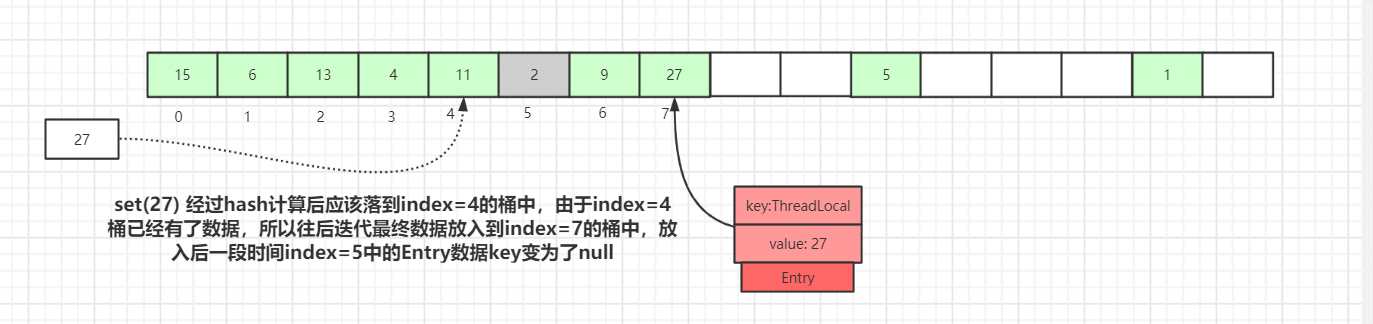 15 6 13 4 11 2 9 27 5 1
0 1 2 3 4 5 6 7
27
set(27) 经过hash计算后应该落到index=4的桶中，由于index=4
桶已经有了数据，所以往后迭代最终数据放入到index=7的桶中，放
入后一段时间index=5中的Entry数据key变为了null
key:ThreadLocal
value: 27
Entry